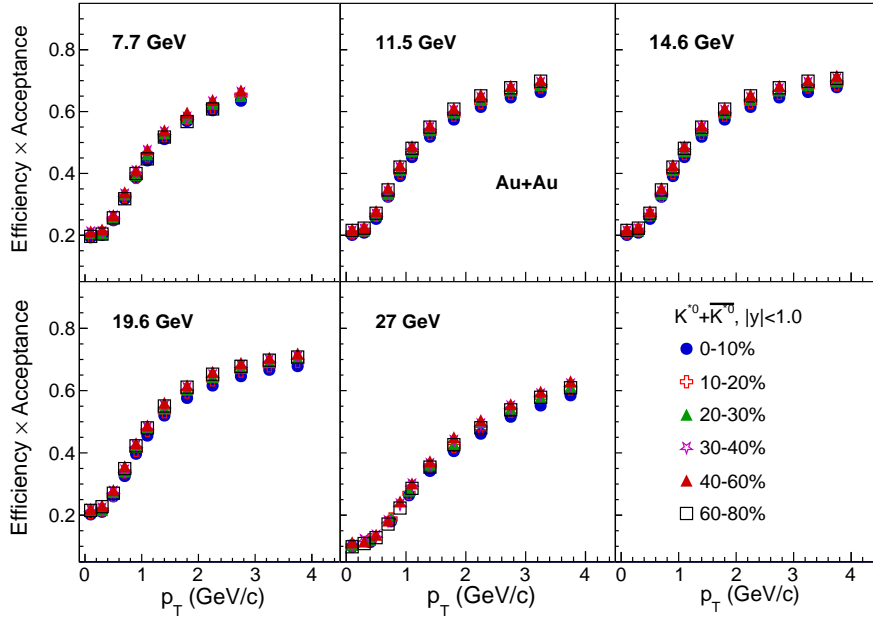 7.7 GeV
11.5 GeV
14.6 GeV
Au+Au
Efficiency × Acceptance
0.2
0.4
0.6
0.8
19.6 GeV
27 GeV
K*0+K*0, |y|<1.0
0-10%
10-20%
20-30%
30-40%
40-60%
60-80%
Efficiency × Acceptance
0.2
0.4
0.6
0.8
0 1 2 3 4
0 1 2 3 4
0 1 2 3 4
pT (GeV/c)
pT (GeV/c)
pT (GeV/c)